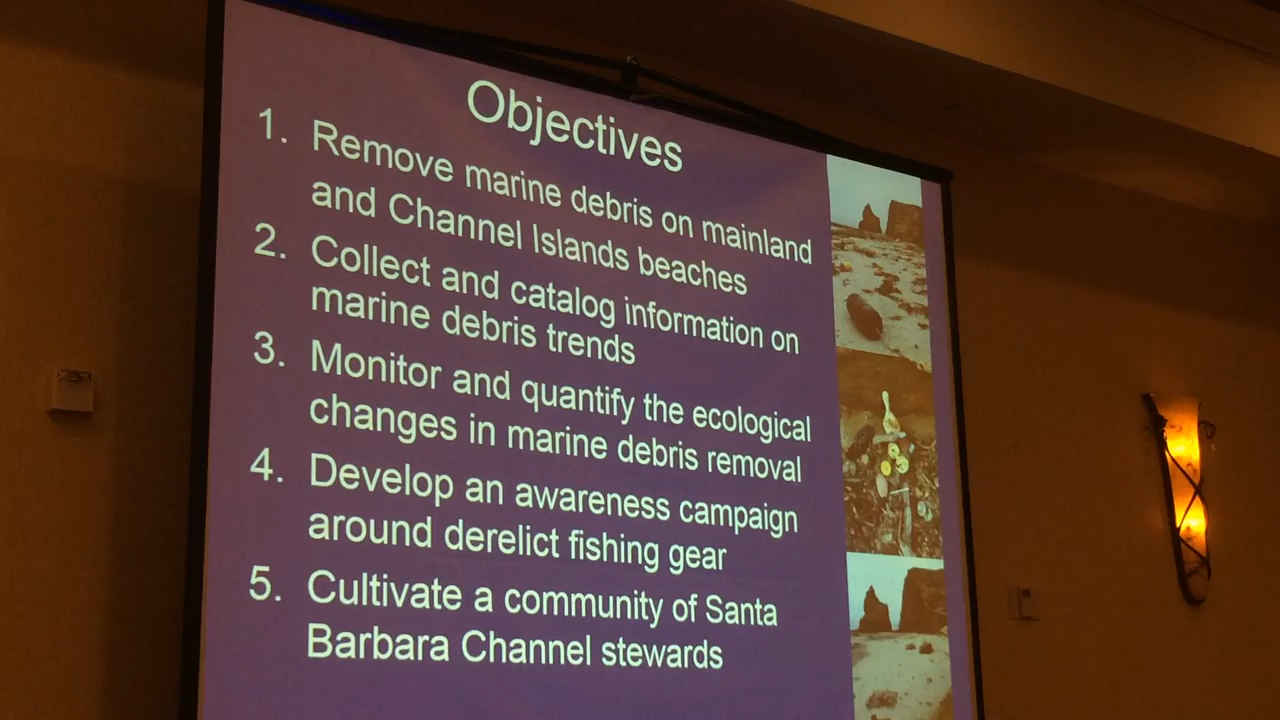 Objectives
1. Remove marine debris on mainland
and Channel Islands beaches
2. Collect and catalog information on
marine debris trends
3. Monitor and quantify the ecological
changes in marine debris removal
4. Develop an awareness campaign
around derelict fishing gear
5. Cultivate a community of Santa
Barbara Channel stewards